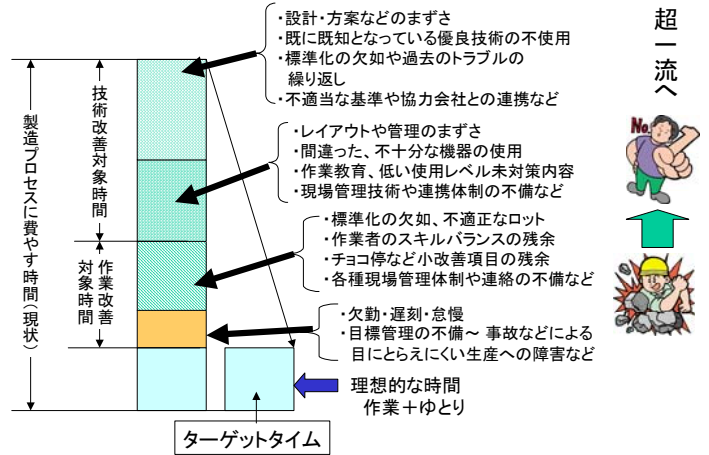 ・設計・方案などのまずさ
・既に既知となっている優良技術の不使用
・標準化の欠如や過去のトラブルの
繰り返し
・不適当な基準や協力会社との連携など
・レイアウトや管理のまずさ
・間違った、不十分な機器の使用
・作業教育、低い使用レベル未対策内容
・現場管理技術や連携体制の不備など
・標準化の欠如、不適正なロット
・作業者のスキルバランスの残余
・チョコ停など小改善項目の残余
・各種現場管理体制や連絡の不備など
・欠勤・遅刻・怠慢
・目標管理の不備～ 事故などによる
目にとらえにくい生産への障害など
理想的な時間
作業＋ゆとり
ターゲットタイム
製造プロセスに費やす時間(現状)
技術改善対象時間
作業改善
対象時間
超一流へ
No.